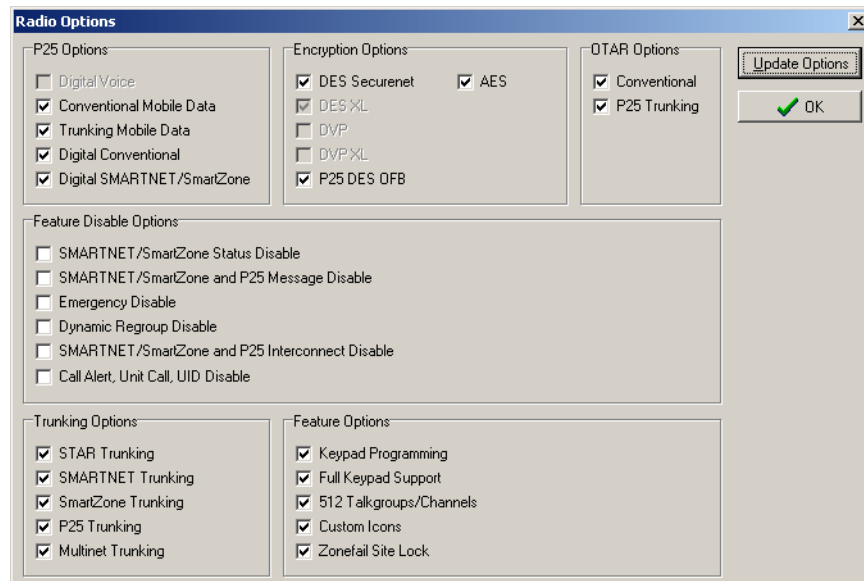 Radio Options
P25 Options
Digital Voice
Conventional Mobile Data
Trunking Mobile Data
Digital Conventional
Digital SMARTNET/SmartZone
Encryption Options
DES Securenet
AES
DES XL
DVP
DVP XL
P25 DES OFB
OTAR Options
Conventional
P25 Trunking
Update Options
OK
Feature Disable Options
SMARTNET/SmartZone Status Disable
SMARTNET/SmartZone and P25 Message Disable
Emergency Disable
Dynamic Regroup Disable
SMARTNET/SmartZone and P25 Interconnect Disable
Call Alert, Unit Call, UID Disable
Trunking Options
STAR Trunking
SMARTNET Trunking
SmartZone Trunking
P25 Trunking
Multinet Trunking
Feature Options
Keypad Programming
Full Keypad Support
512 Talkgroups/Channels
Custom Icons
Zonefail Site Lock